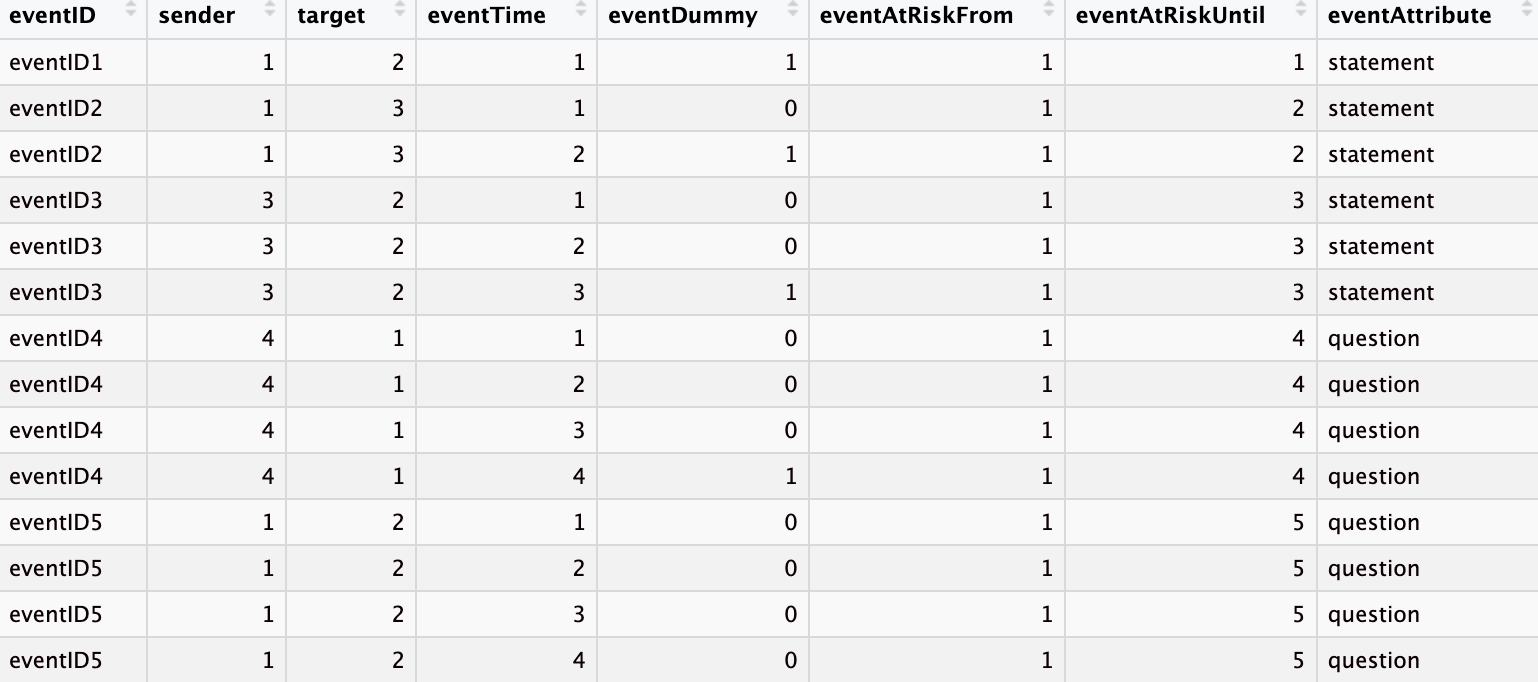 eventID sender target eventTime eventDummy eventAtRiskFrom eventAtRiskUntil eventAttribute
eventID1 1 2 1 1 1 1 statement
eventID2 1 3 1 0 1 2 statement
eventID2 1 3 2 1 1 2 statement
eventID3 3 2 1 0 1 3 statement
eventID3 3 2 2 0 1 3 statement
eventID3 3 2 3 1 1 3 statement
eventID4 4 1 1 0 1 4 question
eventID4 4 1 2 0 1 4 question
eventID4 4 1 3 0 1 4 question
eventID4 4 1 4 1 1 4 question
eventID5 1 2 1 0 1 5 question
eventID5 1 2 2 0 1 5 question
eventID5 1 2 3 0 1 5 question
eventID5 1 2 4 0 1 5 question